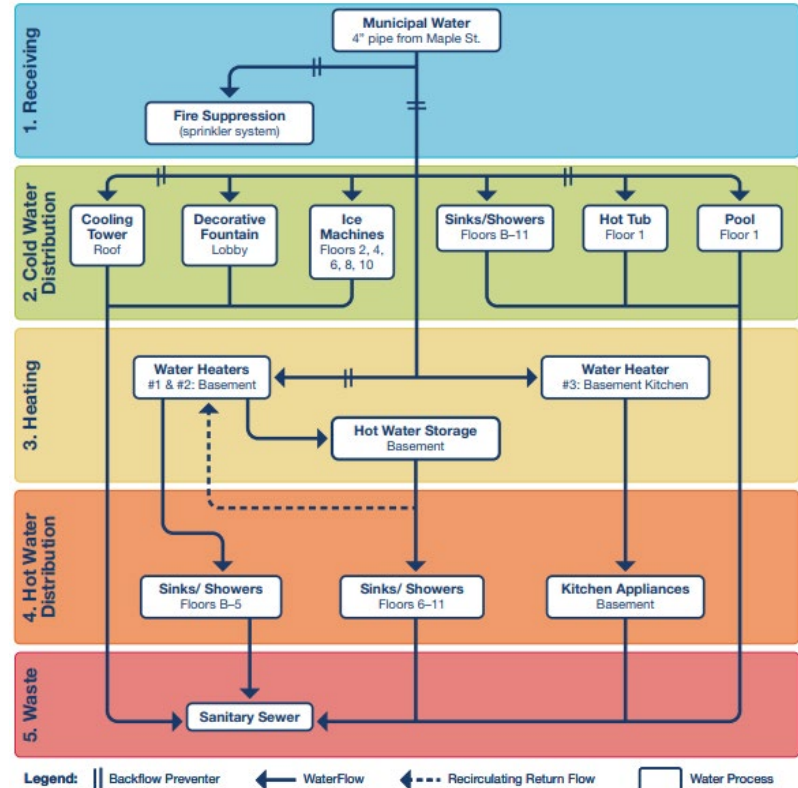 1. Receiving
Municipal Water
4” pipe from Maple St.
Fire Suppression
(sprinkler system)
2. Cold Water
Distribution
Cooling
Tower
Roof
Decorative
Fountain
Lobby
Ice
Machines
Floors 2, 4,
6, 8, 10
Sinks/Showers
Floors B–11
Hot Tub
Floor 1
Pool
Floor 1
3. Heating
Water Heaters
#1 & #2: Basement
Water Heater
#3: Basement Kitchen
Hot Water Storage
Basement
4. Hot Water
Distribution
Sinks/ Showers
Floors B–5
Sinks/ Showers
Floors 6–11
Kitchen Appliances
Basement
5. Waste
Sanitary Sewer
Legend: Backflow Preventer WaterFlow Recirculating Return Flow Water Process